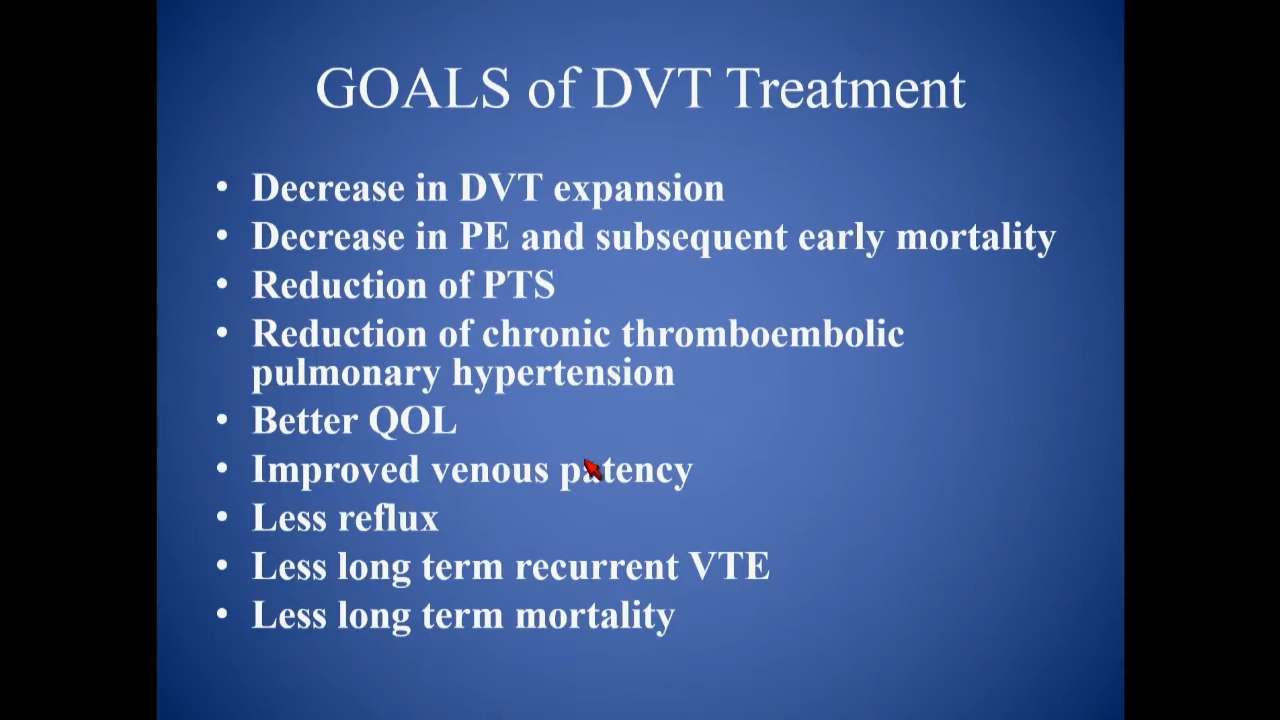 GOALS of DVT Treatment
• Decrease in DVT expansion
• Decrease in PE and subsequent early mortality
• Reduction of PTS
• Reduction of chronic thromboembolic
pulmonary hypertension
• Better QOL
• Improved venous patency
• Less reflux
• Less long term recurrent VTE
• Less long term mortality